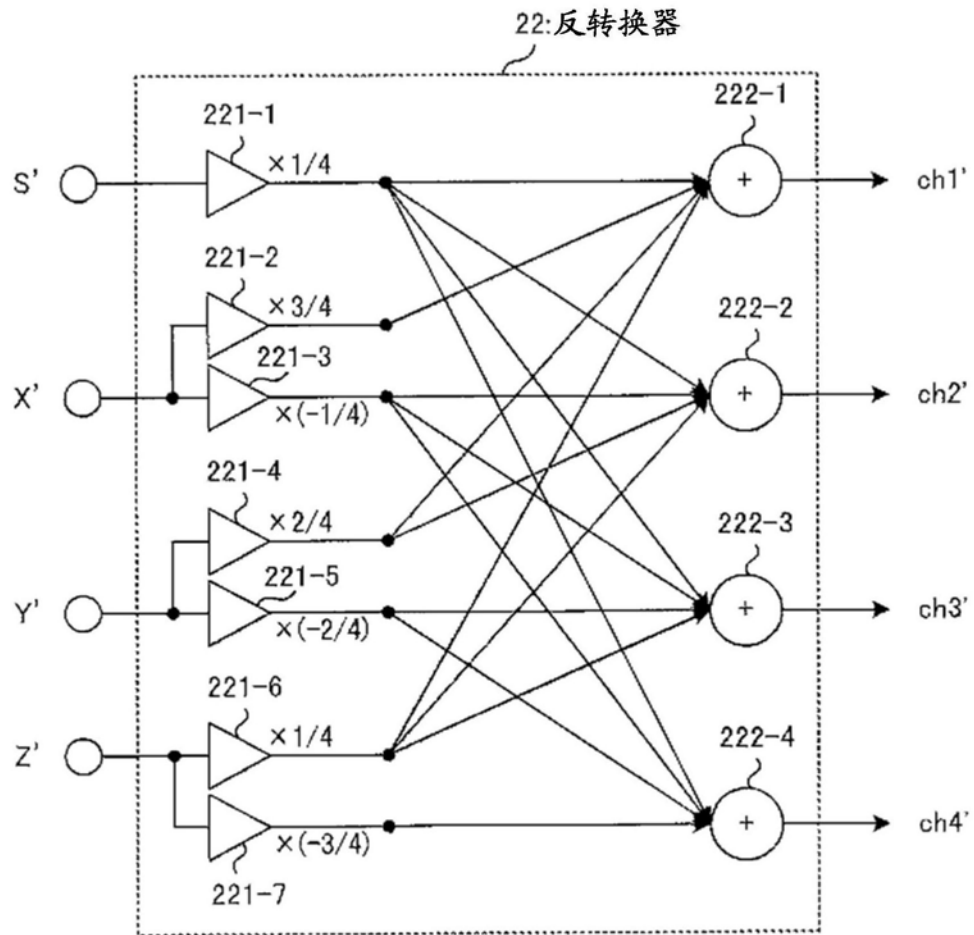 22:反转换器
221-1
222-1
S'
×1/4
ch1'
221-2
×3/4
222-2
221-3
X'
×(-1/4)
ch2'
221-4
×2/4
222-3
221-5
Y'
×(-2/4)
ch3'
221-6
×1/4
222-4
Z'
×(-3/4)
ch4'
221-7